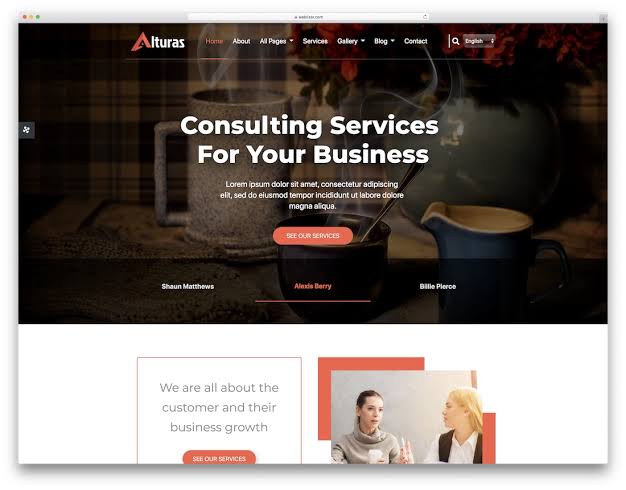 Alturas Home About All Pages Services Gallery Blog Contact English
Consulting Services
For Your Business
Lorem ipsum dolor sit amet, consectetur adipiscing
elit, sed do eiusmod tempor incididunt ut labore dolore
magna aliqua.
SEE OUR SERVICES
Shaun Matthews Alexis Berry Billie Pierce
We are all about the
customer and their
business growth
SEE OUR SERVICES